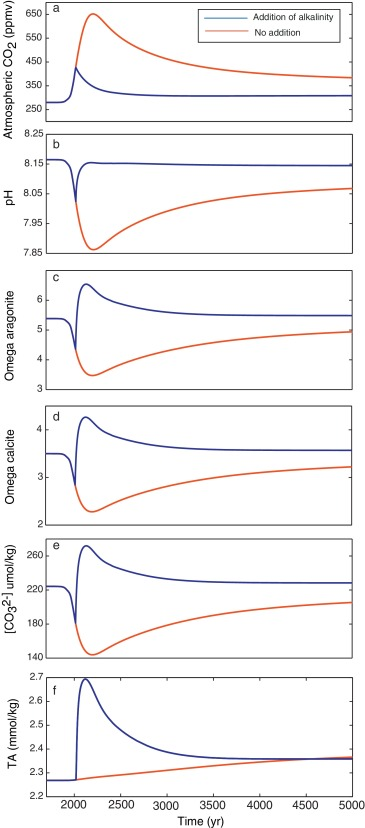 a
Addition of alkalinity
No addition
Atmospheric CO2 (ppmv)
650
550
450
350
250
b
pH
8.25
8.15
8.05
7.95
7.85
c
Omega aragonite
6
5
4
3
d
Omega calcite
4
3
2
e
[CO32-] umol/kg)
260
220
180
140
f
TA (mmol/kg)
2.7
2.6
2.5
2.4
2.3
2.2
2000 2500 3000 3500 4000 4500 5000
Time (yr)